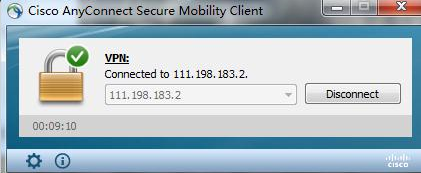 Cisco AnyConnect Secure Mobility Client
VPN:
Connected to 111.198.183.2.
111.198.183.2
Disconnect
00:09:10
CISCO